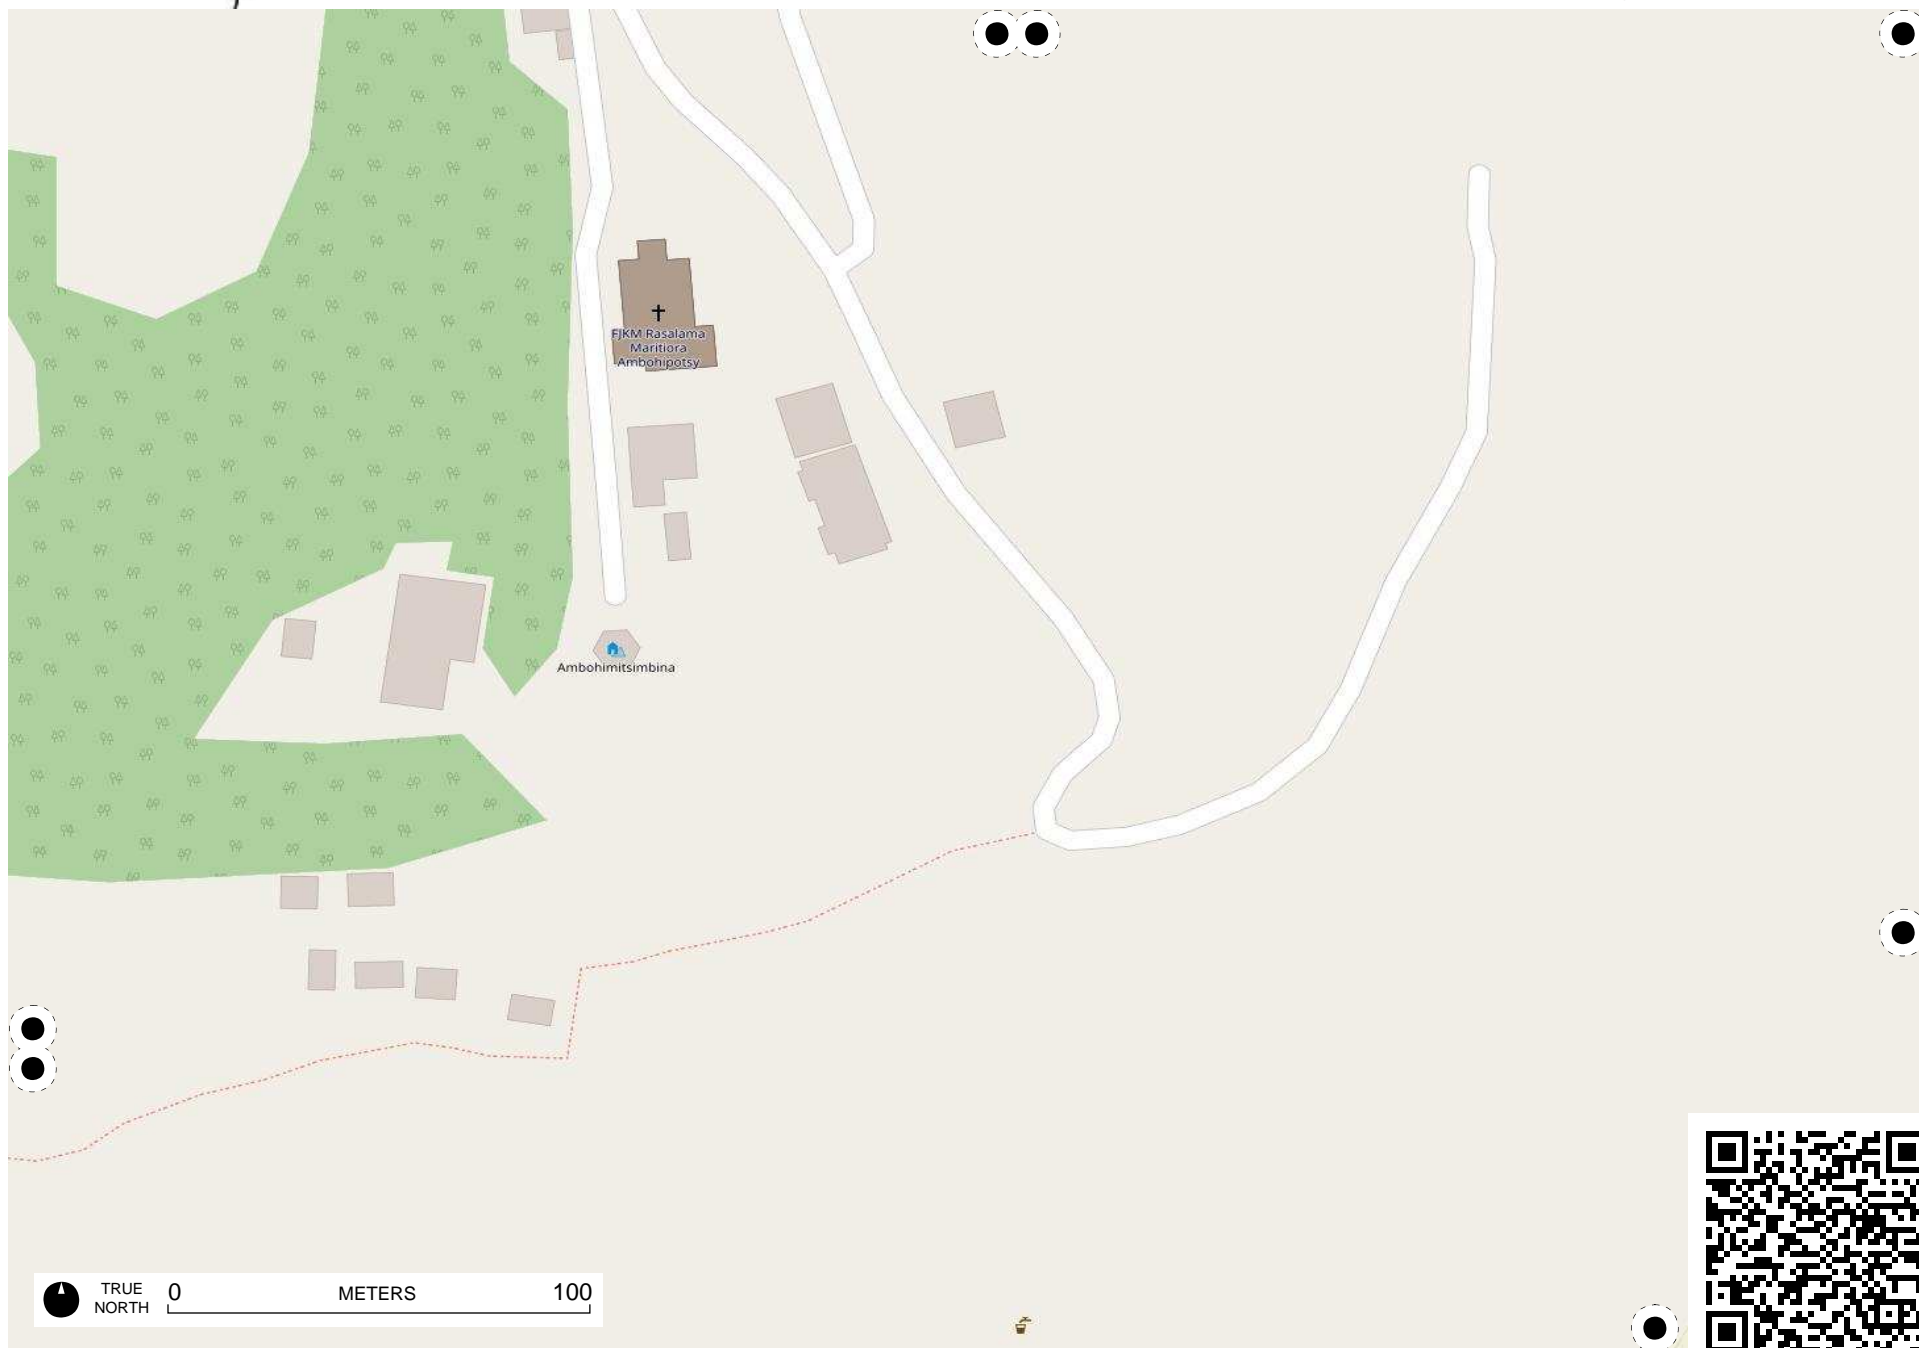 FJKM Rasalama
Maritiora
Ambohipotsy
Ambohimitsimbina
TRUE
NORTH
0 METERS 100